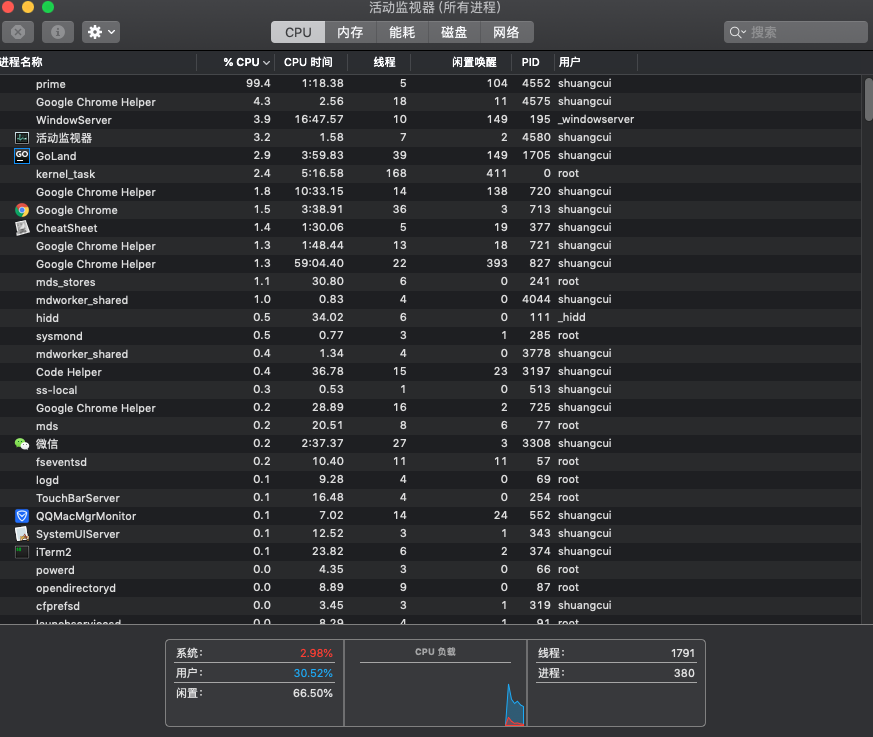 活动监视器 (所有进程)
CPU 内存 能耗 磁盘 网络 搜索
进程名称 % CPU CPU 时间 线程 闲置唤醒 PID 用户
prime 99.4 1:18.38 5 104 4552 shuangcui
Google Chrome Helper 4.3 2.56 18 11 4575 shuangcui
WindowServer 3.9 16:47.57 10 149 195 _windowserver
活动监视器 3.2 1.58 7 2 4580 shuangcui
GO GoLand 2.9 3:59.83 39 149 1705 shuangcui
kernel_task 2.4 5:16.58 168 411 0 root
Google Chrome Helper 1.8 10:33.15 14 138 720 shuangcui
Google Chrome 1.5 3:38.91 36 3 713 shuangcui
CheatSheet 1.4 1:30.06 5 19 377 shuangcui
Google Chrome Helper 1.3 1:48.44 13 18 721 shuangcui
Google Chrome Helper 1.3 59:04.40 22 393 827 shuangcui
mds_stores 1.1 30.80 6 0 241 root
mdworker_shared 1.0 0.83 4 0 4044 shuangcui
hidd 0.5 34.02 6 0 111 _hidd
sysmond 0.5 0.77 3 1 285 root
mdworker_shared 0.4 1.34 4 0 3778 shuangcui
Code Helper 0.4 36.78 15 23 3197 shuangcui
ss-local 0.3 0.53 1 0 513 shuangcui
Google Chrome Helper 0.2 28.89 16 2 725 shuangcui
mds 0.2 20.51 8 6 77 root
微信 0.2 2:37.37 27 3 3308 shuangcui
fseventsd 0.2 10.40 11 11 57 root
logd 0.1 9.28 4 0 69 root
TouchBarServer 0.1 16.48 4 0 254 root
QQMacMgrMonitor 0.1 7.02 14 24 552 shuangcui
SystemUIServer 0.1 12.52 3 1 343 shuangcui
iTerm2 0.1 23.82 6 2 374 shuangcui
powerd 0.0 4.35 3 0 66 root
opendirectoryd 0.0 8.89 9 0 87 root
cfprefsd 0.0 3.45 3 1 319 shuangcui
launchservicesd 0.0 8.29 4 1 91 root
系统: 2.98% CPU 负载 线程: 1791
用户: 30.52% 进程: 380
闲置: 66.50%